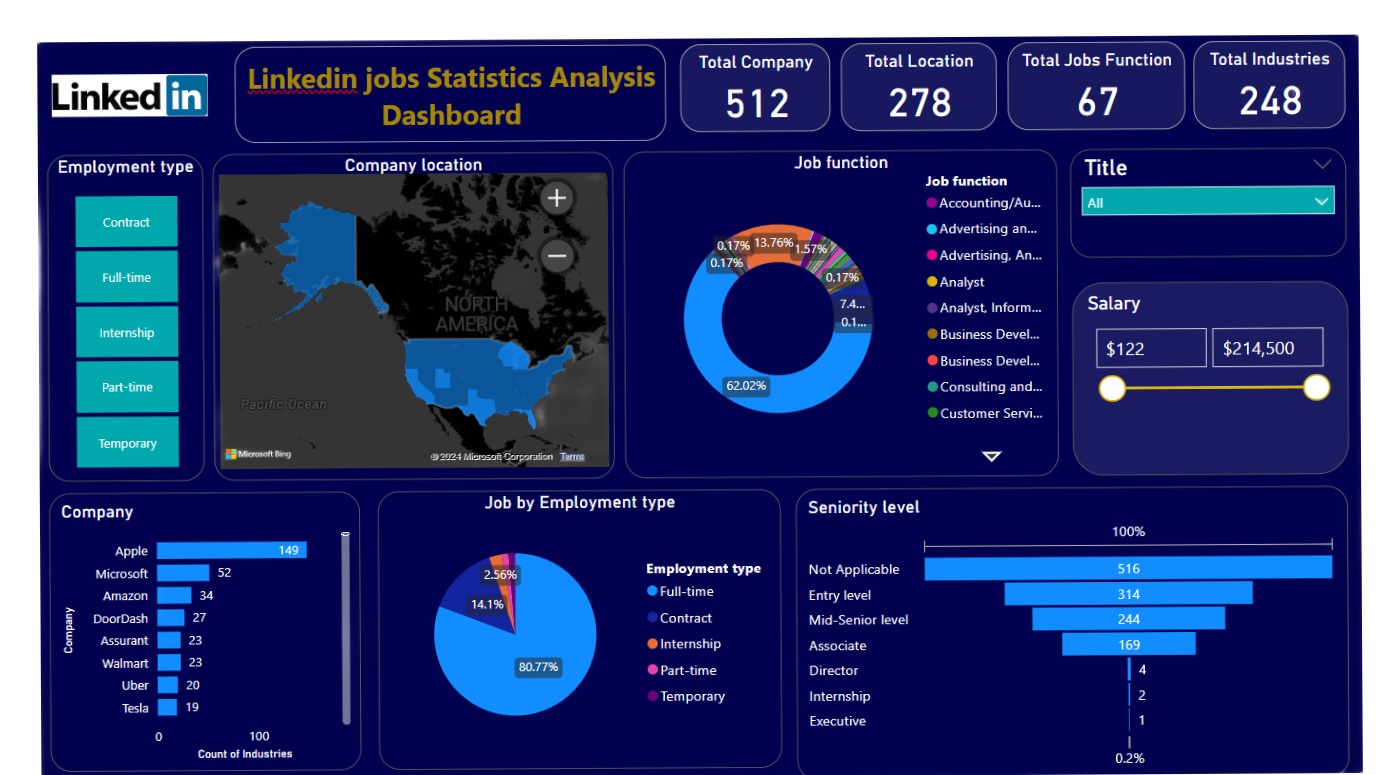 Linked in
Linkedin jobs Statistics Analysis
Dashboard
Total Company
512
Total Location
278
Total Jobs Function
67
Total Industries
248
Employment type
Contract
Full-time
Internship
Part-time
Temporary
Company location
NORTH
AMERICA
Pacific Ocean
Microsoft Bing
© 2024 Microsoft Corporation Terms
Job function
0.17%
13.76%
1.57%
0.17%
0.17%
7.4...
0.1...
62.02%
Job function
Accounting/Au...
Advertising an...
Advertising, An...
Analyst
Analyst, Inform...
Business Devel...
Business Devel...
Consulting and...
Customer Servi...
Title
All
Salary
$122
$214,500
Company
Company
Apple 149
Microsoft 52
Amazon 34
DoorDash 27
Assurant 23
Walmart 23
Uber 20
Tesla 19
0 100
Count of Industries
Job by Employment type
2.56%
14.1%
80.77%
Employment type
Full-time
Contract
Internship
Part-time
Temporary
Seniority level
100%
Not Applicable 516
Entry level 314
Mid-Senior level 244
Associate 169
Director 4
Internship 2
Executive 1
0.2%